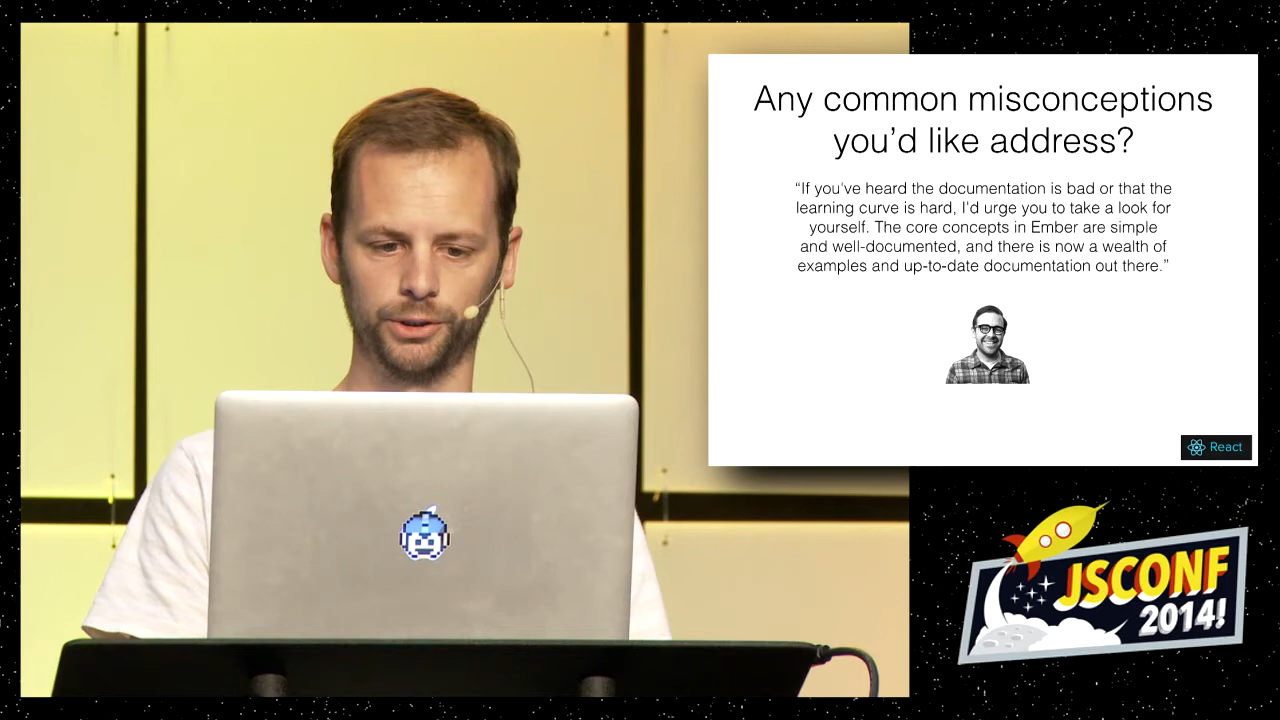 Any common misconceptions
you’d like address?
“If you've heard the documentation is bad or that the
learning curve is hard, I'd urge you to take a look for
yourself. The core concepts in Ember are simple
and well-documented, and there is now a wealth of
examples and up-to-date documentation out there.”
React
JSCONF
2014!